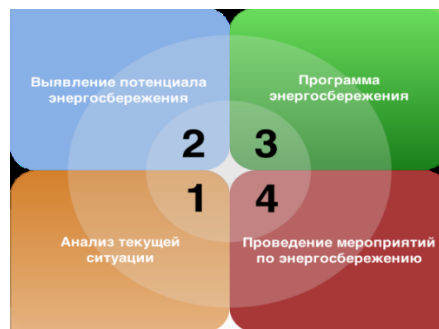 Выявление потенциала
энергосбережения
Программа
энергосбережения
2
3
1
4
Анализ текущей
ситуации
Проведение мероприятий
по энергосбережению